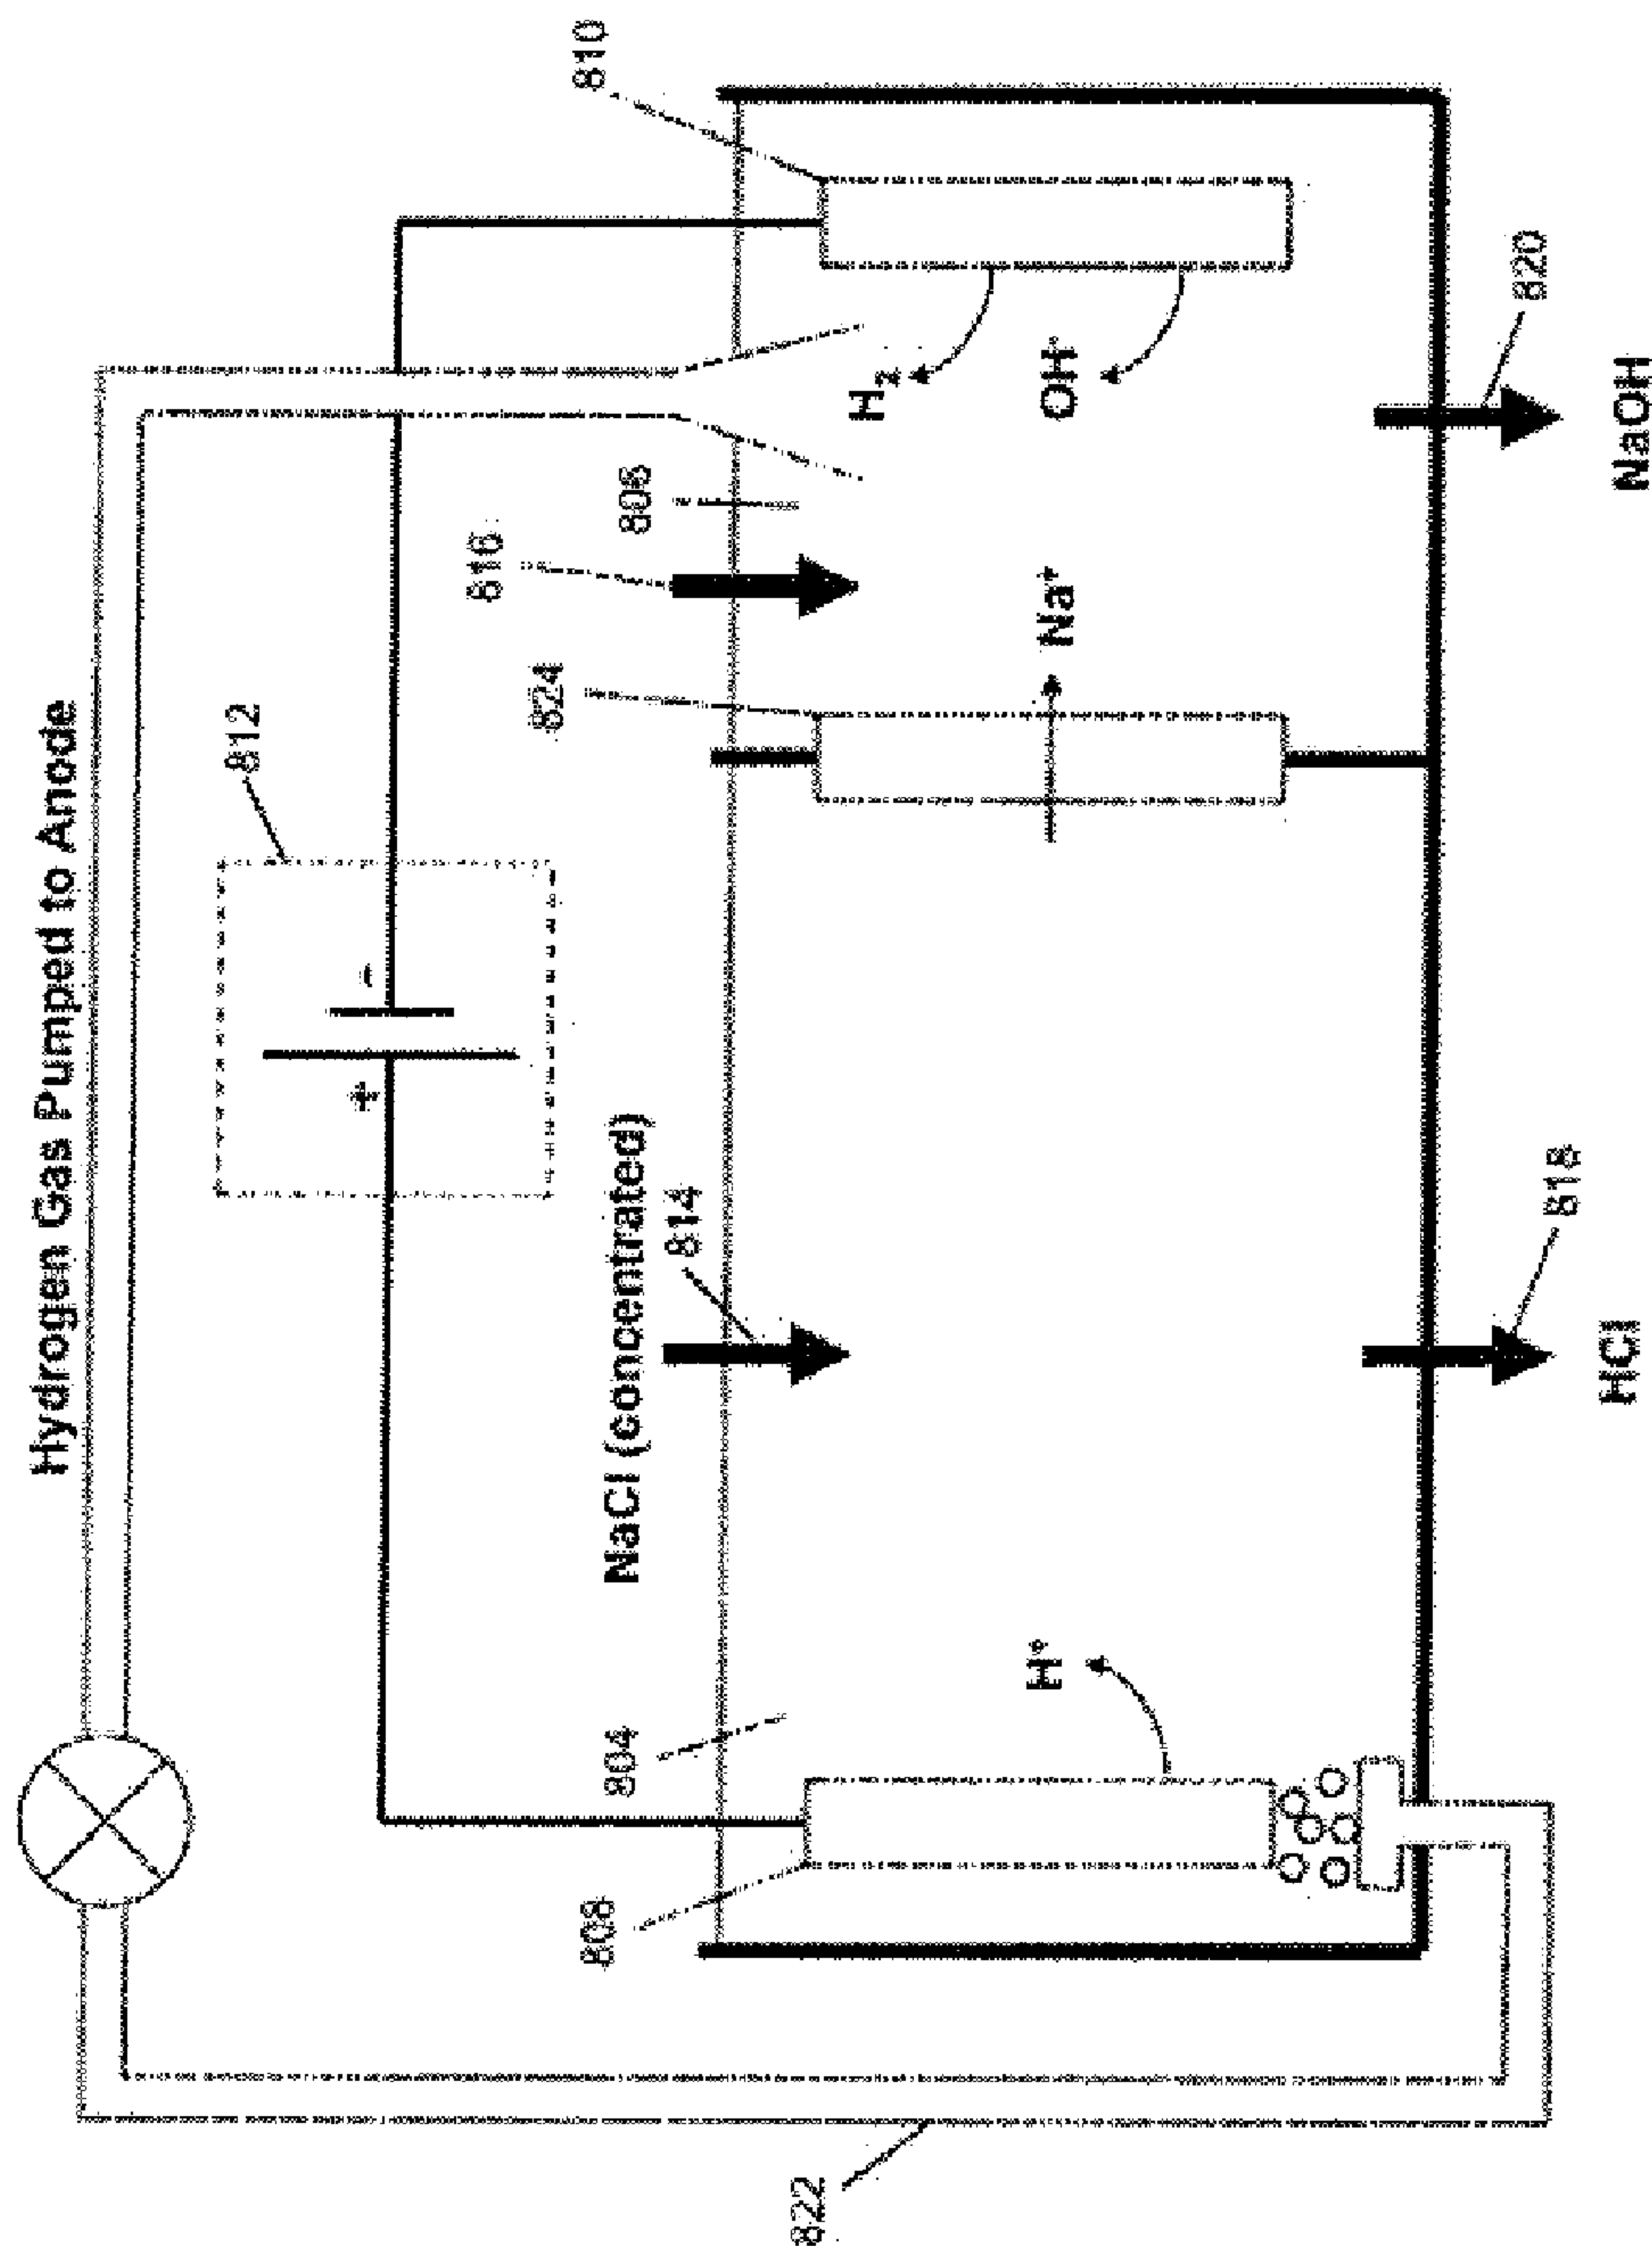 Hydrogen Gas Pumped to Anode
812
+ -
816
824
810
808
804
NaCl (concentrated)
806
814
822
H₂
H⁺
Na⁺
OH⁻
818
820
HCl
NaOH